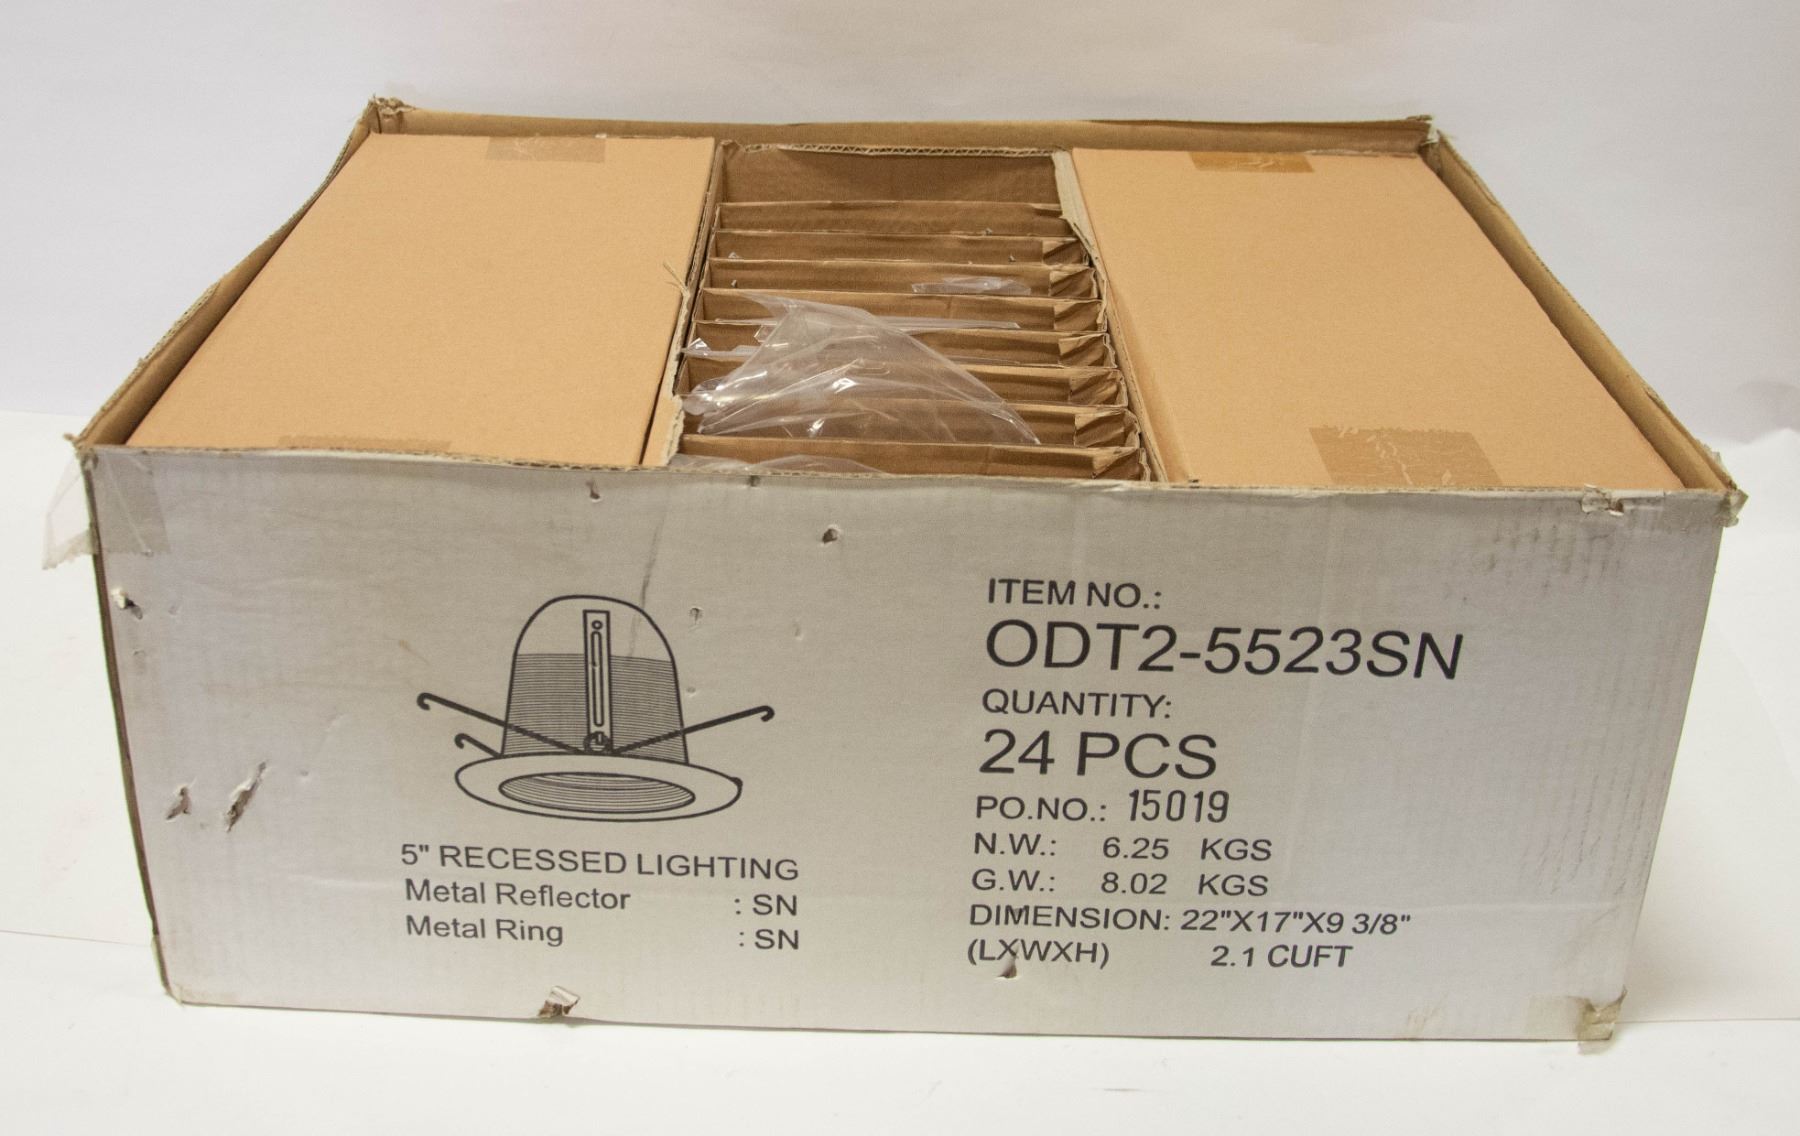 ITEM NO.:
ODT2-5523SN
QUANTITY:
24 PCS
PO.NO.: 15019
N.W.: 6.25 KGS
G.W.: 8.02 KGS
DIMENSION: 22"X17"X9 3/8"
(LXWXH) 2.1 CUFT
5" RECESSED LIGHTING
Metal Reflector : SN
Metal Ring : SN